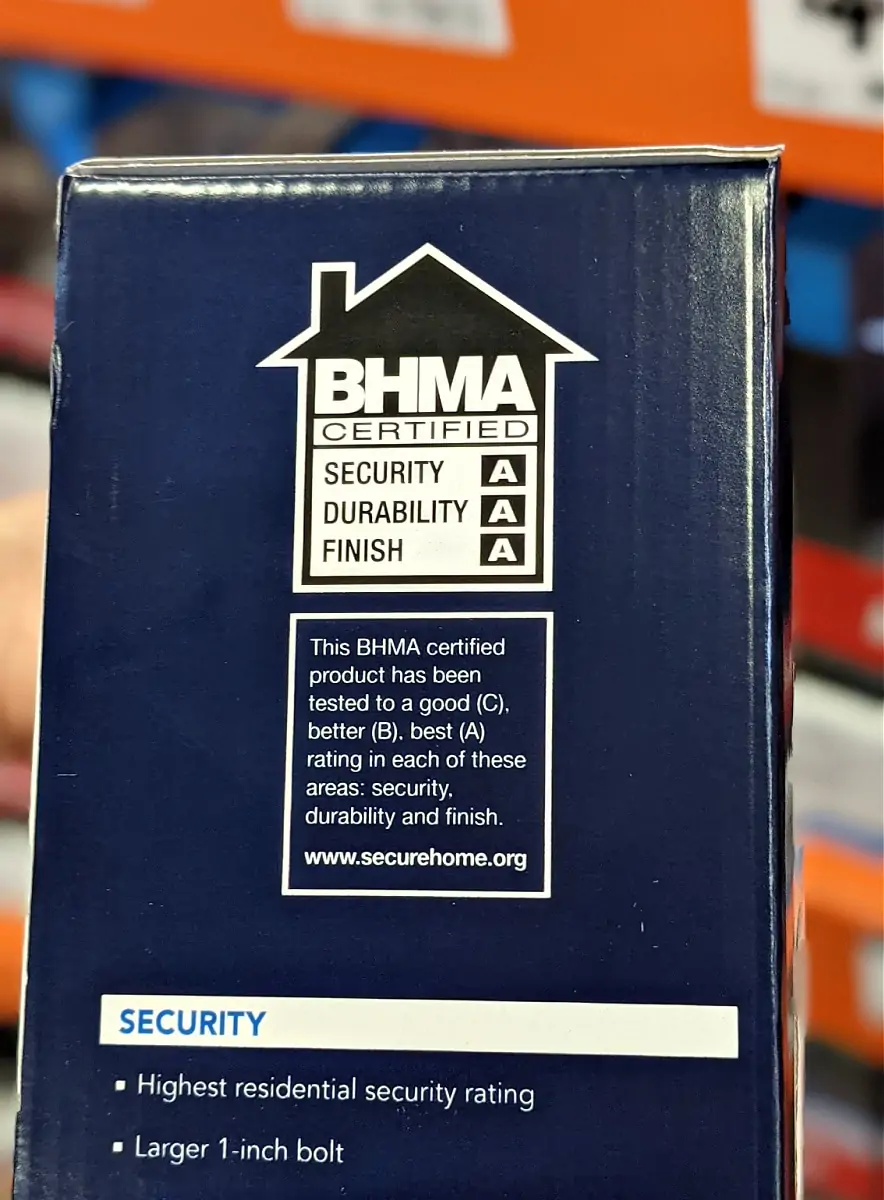 BHMA
CERTIFIED
SECURITY A
DURABILITY A
FINISH A
This BHMA certified
product has been
tested to a good (C),
better (B), best (A)
rating in each of these
areas: security,
durability and finish.
www.securehome.org
SECURITY
▪ Highest residential security rating
▪ Larger 1-inch bolt